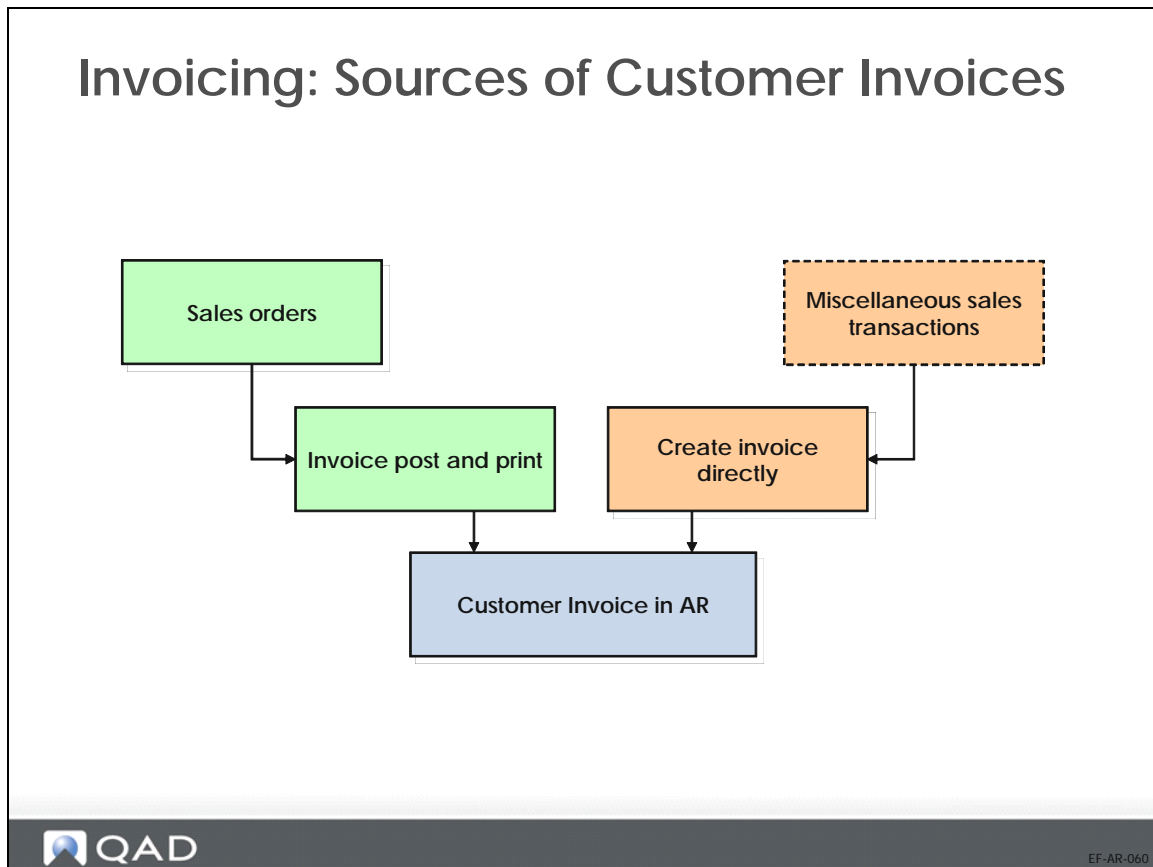 Invoicing: Sources of Customer Invoices
Sales orders
Miscellaneous sales
transactions
Invoice post and print
Create invoice
directly
Customer Invoice in AR
QAD
EF-AR-060